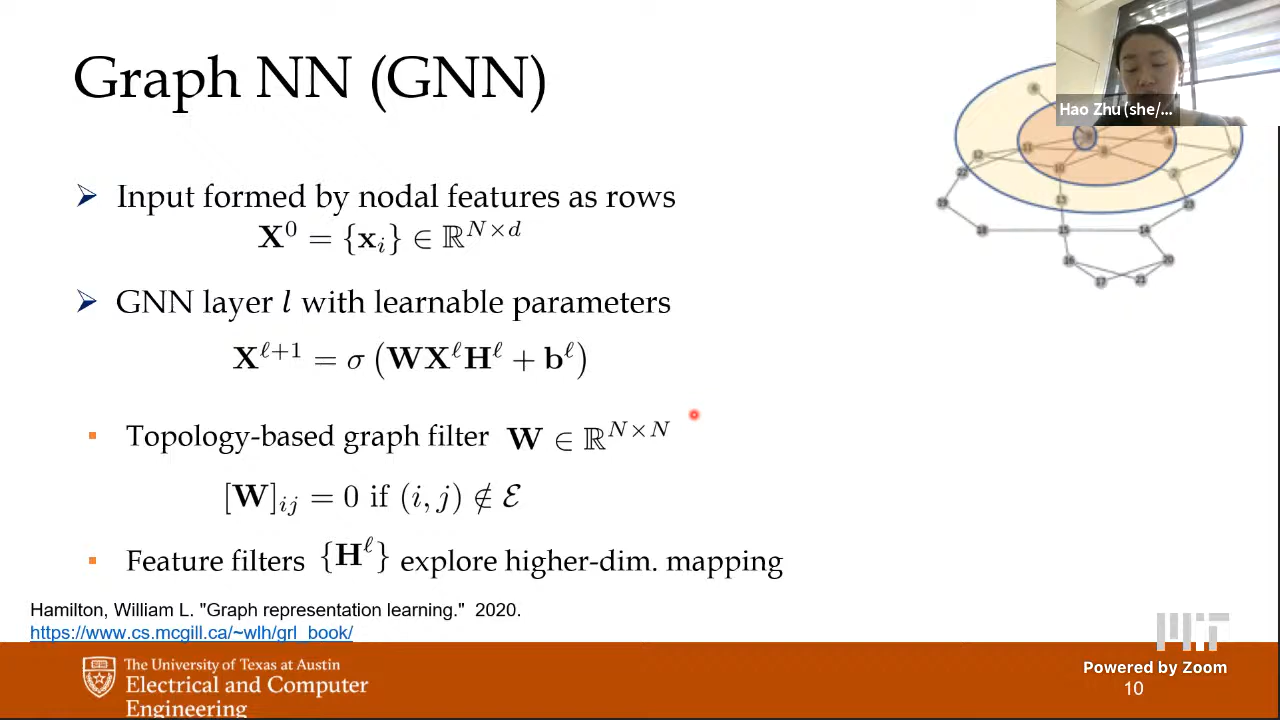 Graph NN (GNN)
Hao Zhu (she/...
Input formed by nodal features as rows
X⁰ = {xᵢ} ∈ ℝ^{N×d}
GNN layer l with learnable parameters
X^{ℓ+1} = σ (WX^ℓH^ℓ + b^ℓ)
Topology-based graph filter W ∈ ℝ^{N×N}
[W]ᵢⱼ = 0 if (i, j) ∉ ℰ
Feature filters {H^ℓ} explore higher-dim. mapping
Hamilton, William L. "Graph representation learning." 2020.
https://www.cs.mcgill.ca/~wlh/grl_book/
The University of Texas at Austin
Electrical and Computer
Engineering
MIT
Powered by Zoom
10